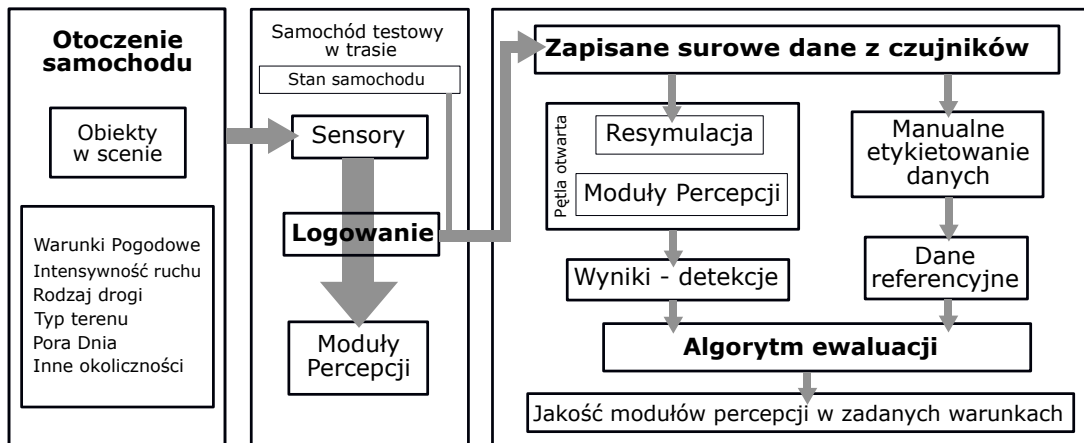 Otoczenie
samochodu
Obiekty
w scenie
Warunki Pogodowe
Intensywność ruchu
Rodzaj drogi
Typ terenu
Pora Dnia
Inne okoliczności
Samochód testowy
w trasie
Stan samochodu
Sensory
Logowanie
Moduły
Percepcji
Zapisane surowe dane z czujników
Pętla otwarta
Resymulacja
Moduły Percepcji
Wyniki - detekcje
Manualne
etykietowanie
danych
Dane
referencyjne
Algorytm ewaluacji
Jakość modułów percepcji w zadanych warunkach